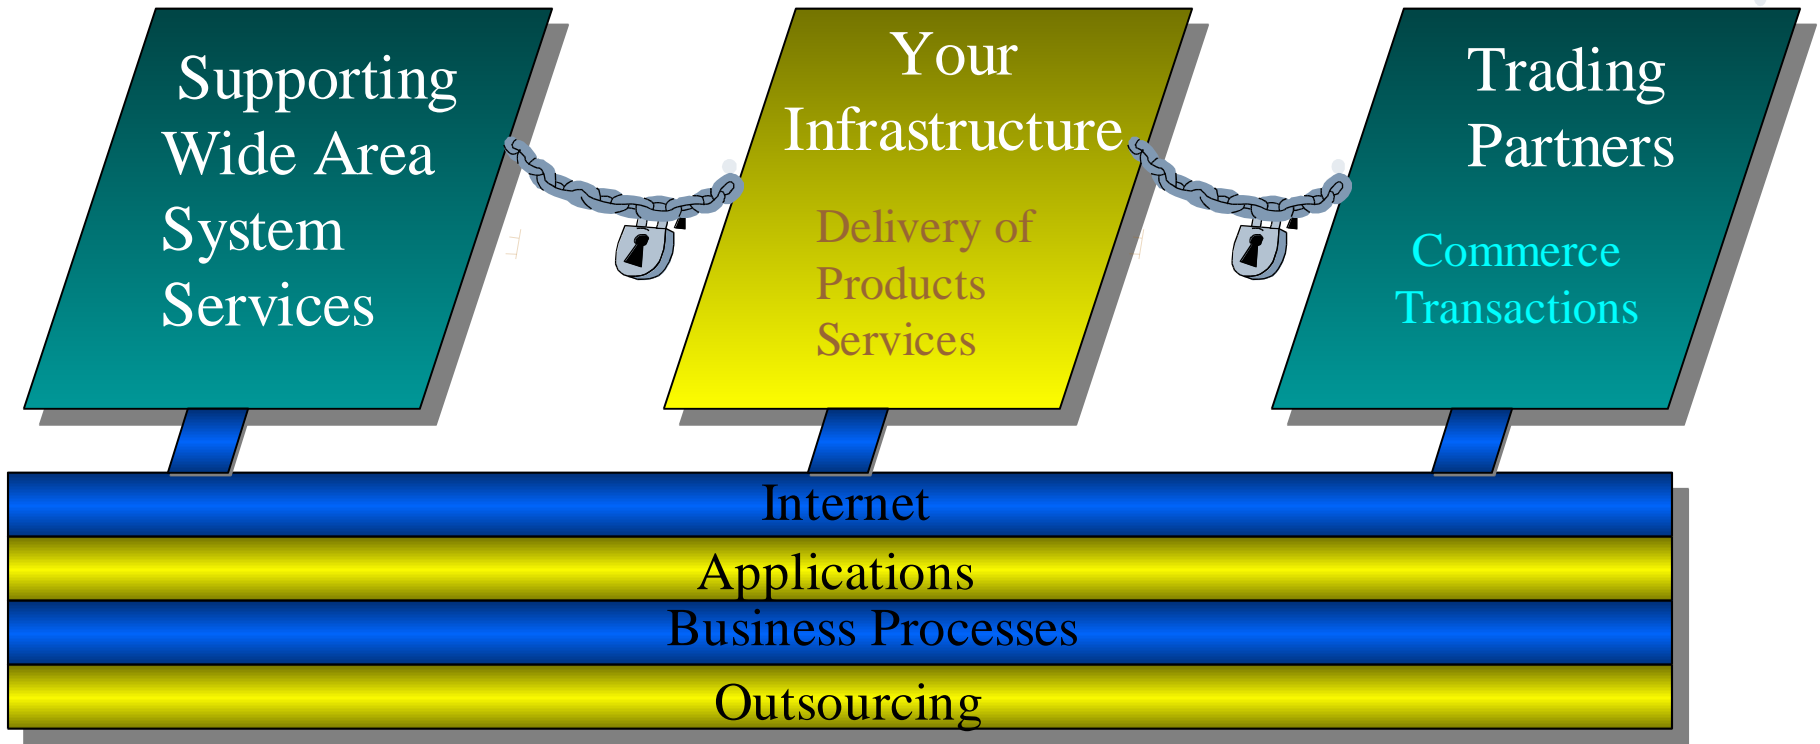 Supporting
Wide Area
System
Services
Your
Infrastructure
Delivery of
Products
Services
Trading
Partners
Commerce
Transactions
Internet
Applications
Business Processes
Outsourcing